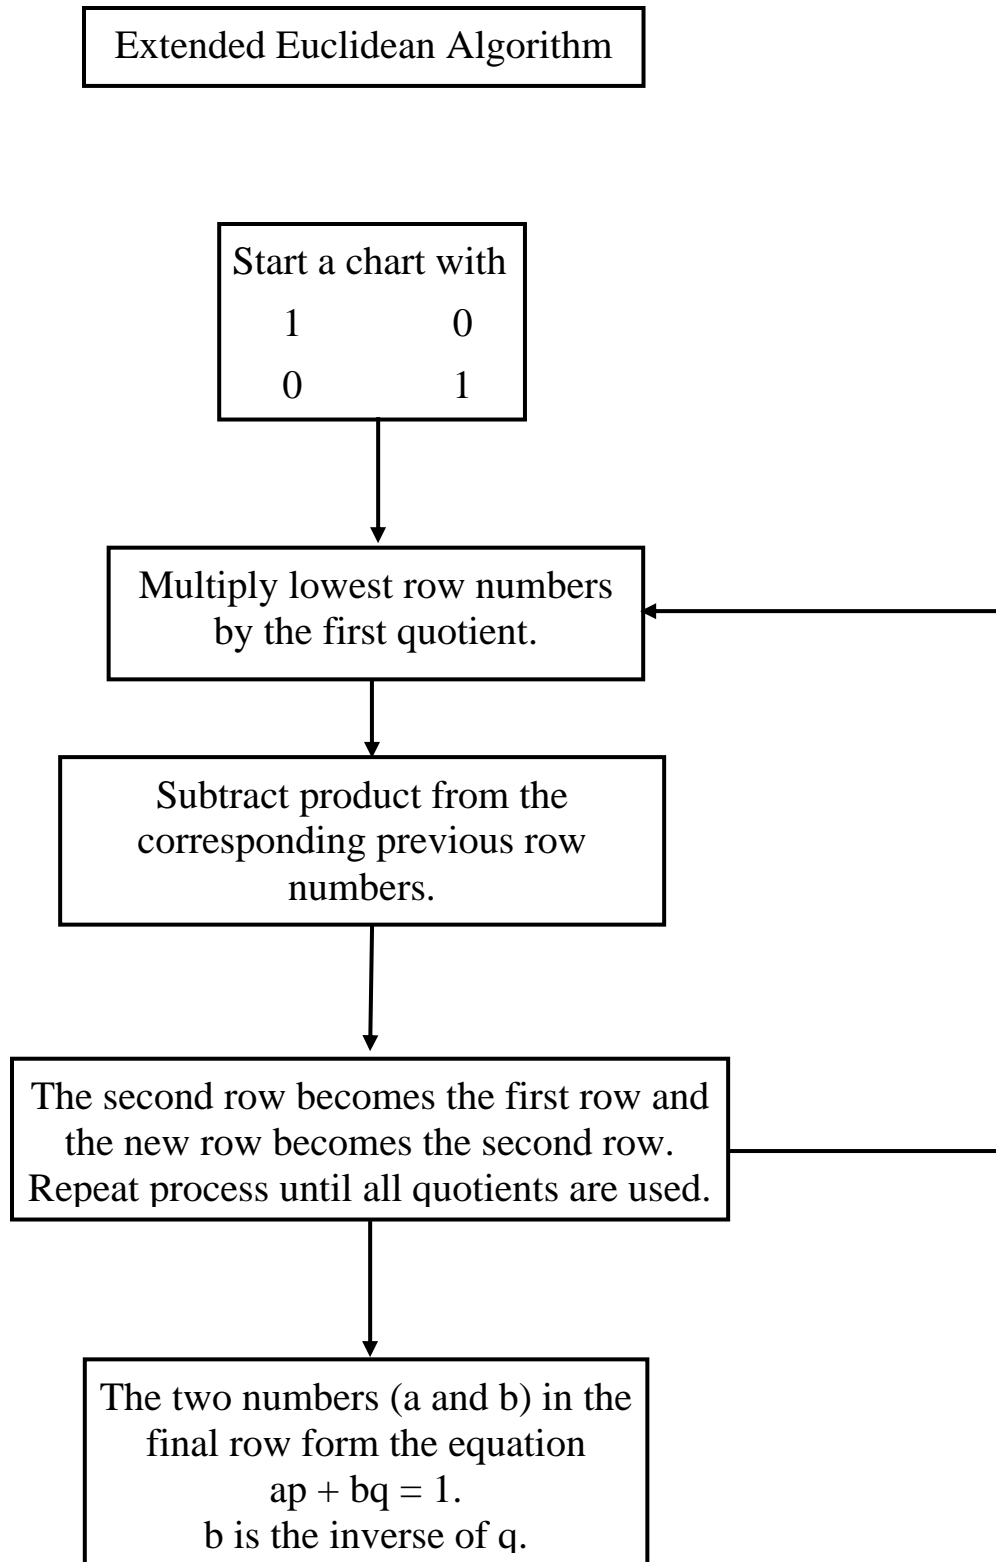 Extended Euclidean Algorithm
Start a chart with
1 0
0 1
Multiply lowest row numbers
by the first quotient.
Subtract product from the
corresponding previous row
numbers.
The second row becomes the first row and
the new row becomes the second row.
Repeat process until all quotients are used.
The two numbers (a and b) in the
final row form the equation
ap + bq = 1.
b is the inverse of q.